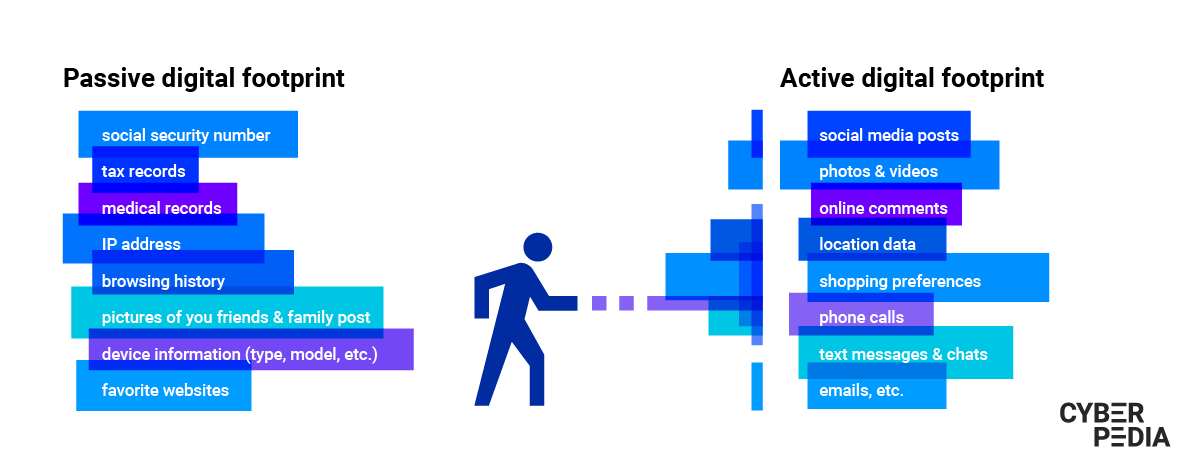 Passive digital footprint
social security number
tax records
medical records
IP address
browsing history
pictures of you friends & family post
device information (type, model, etc.)
favorite websites
Active digital footprint
social media posts
photos & videos
online comments
location data
shopping preferences
phone calls
text messages & chats
emails, etc.
CYBER
PEDIA